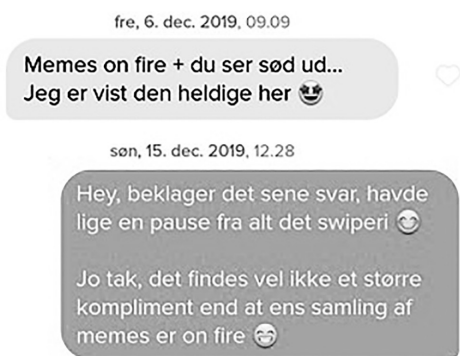 fre, 6. dec. 2019, 09.09
Memes on fire + du ser sød ud...
Jeg er vist den heldige her 🤩
søn, 15. dec. 2019, 12.28
Hey, beklager det sene svar, havde
lige en pause fra alt det swiperi 😊
Jo tak, det findes vel ikke et større
kompliment end at ens samling af
memes er on fire 😂